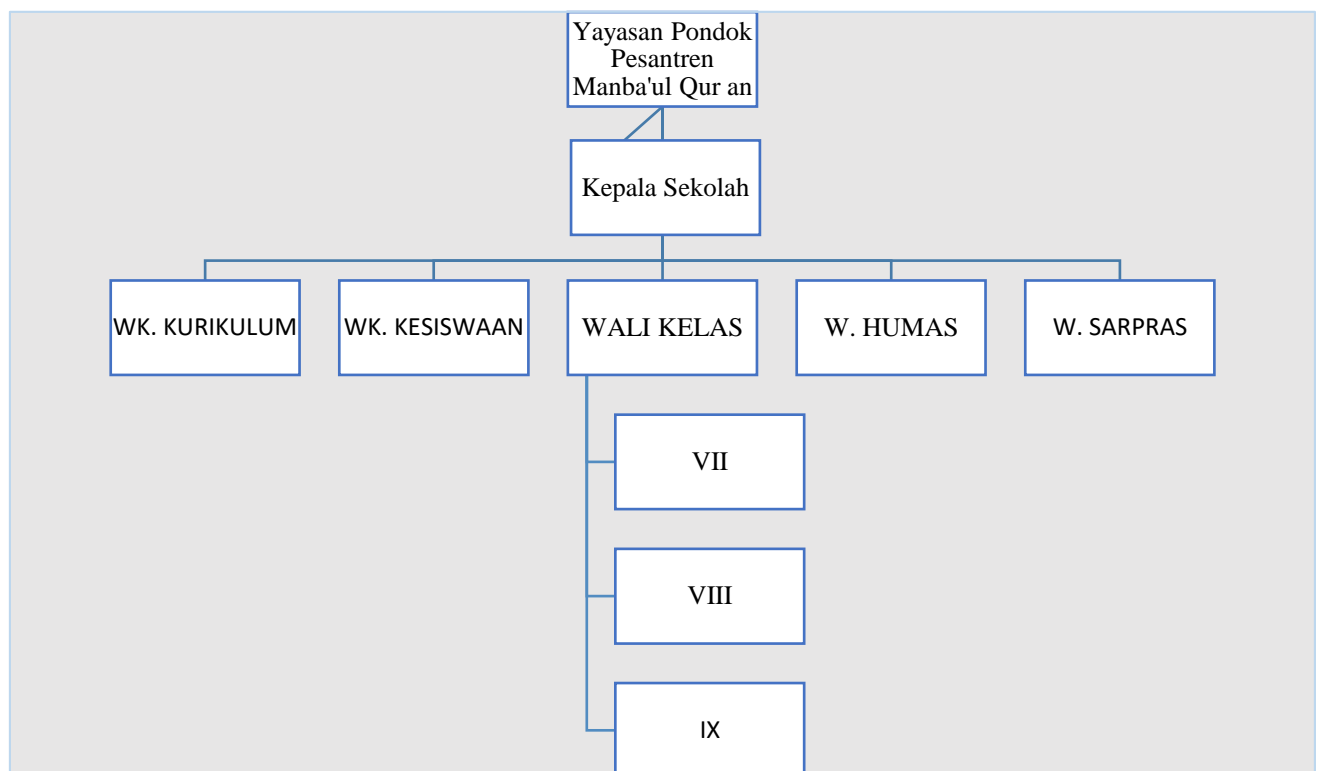 Yayasan Pondok
Pesantren
Manba'ul Qur an
Kepala Sekolah
WK. KURIKULUM
WK. KESISWAAN
WALI KELAS
W. HUMAS
W. SARPRAS
VII
VIII
IX